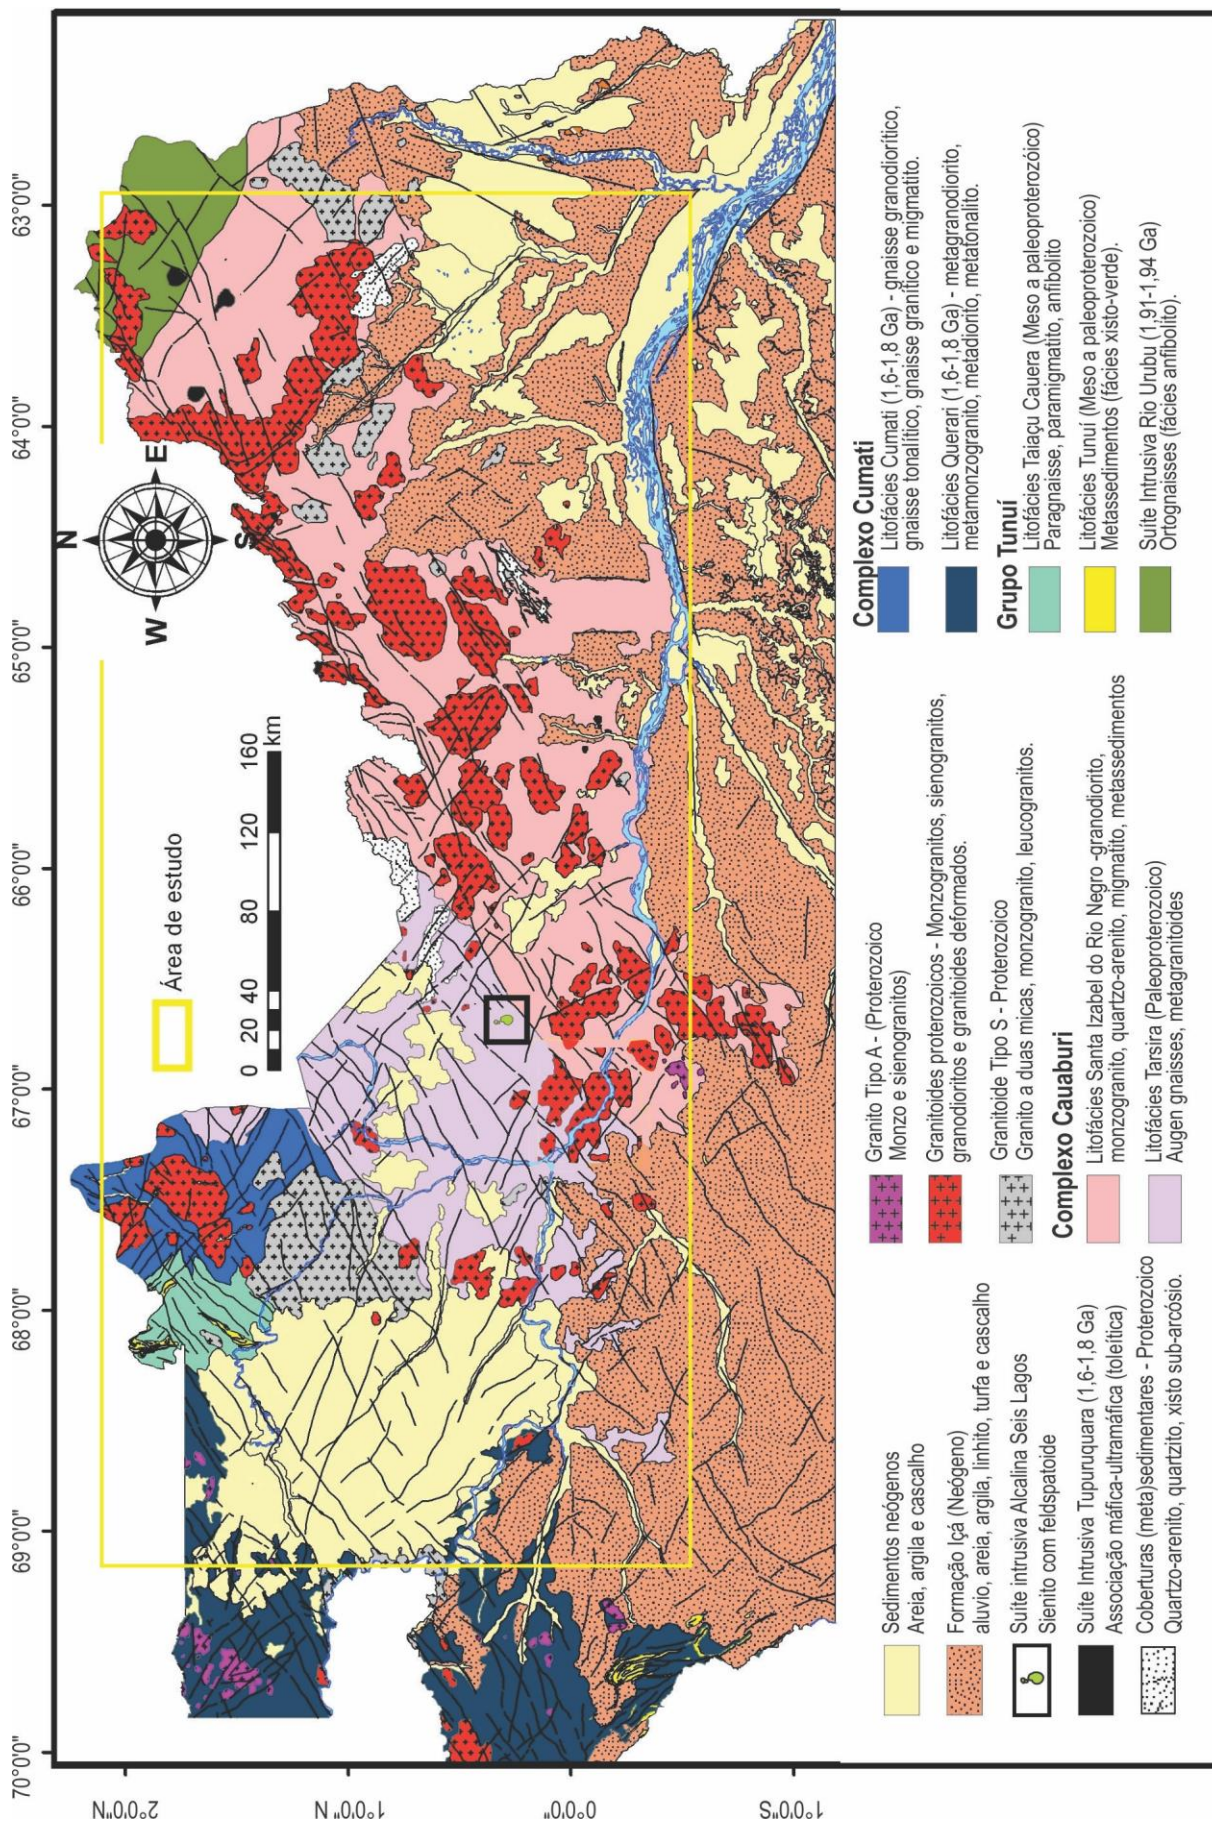 70°0'0"
69°0'0"
68°0'0"
67°0'0"
66°0'0"
65°0'0"
64°0'0"
63°0'0"
2°0'0"N
1°0'0"N
0°0'0"
1°0'0"S
Área de estudo
0 20 40 80 120 160 km
N
W
E
S
Sedimentos néogenos
Areia, argila e cascalho
Formação Içá (Neógeno)
aluvio, areia, argila, linhito, turfa e cascalho
Suíte intrusiva Alcalina Seis Lagos
Sienito com feldspatoide
Suíte Intrusiva Tupuruquara (1,6-1,8 Ga)
Associação máfica-ultramáfica (toleítica)
Coberturas (meta)sedimentares - Proterozoico
Quartzo-arenito, quartzito, xisto sub-arcósio.
Granito Tipo A - (Proterozoico
Monzo e sienogranitos)
Granitoides proterozoicos - Monzogranitos, sienogranitos,
granodioritos e granitoides deformados.
Granitoide Tipo S - Proterozoico
Granito a duas micas, monzogranito, leucogranitos.
Complexo Cauaburi
Litofácies Santa Izabel do Rio Negro -granodiorito,
monzogranito, quartzo-arenito, migmatito, metassedimentos
Litofácies Tarsira (Paleoproterozoico)
Augen gnaisses, metagranitoides
Complexo Cumati
Litofácies Cumati (1,6-1,8 Ga) - gnaisse granodiorítico,
gnaisse tonalítico, gnaisse granítico e migmatito.
Litofácies Querari (1,6-1,8 Ga) - metagranodiorito,
metamonzogranito, metadiorito, metatonalito.
Grupo Tunuí
Litofácies Taiaçu Cauera (Meso a paleoproterozóico)
Paragnaisse, paramigmatito, anfibolito
Litofácies Tunuí (Meso a paleoproterozoico)
Metassedimentos (fácies xisto-verde).
Suíte Intrusiva Rio Urubu (1,91-1,94 Ga)
Ortognaisses (fácies anfibolito).